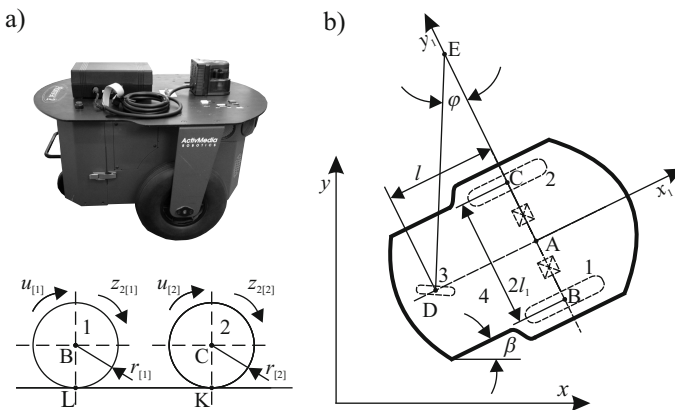 a)
b)
ActivMedia
ROBOTICS
u[1]
z2[1]
u[2]
z2[2]
1
2
B
C
r[1]
r[2]
L
K
y1
E
φ
l
y
C
2
x1
A
3
D
2l1
4
1
B
β
x